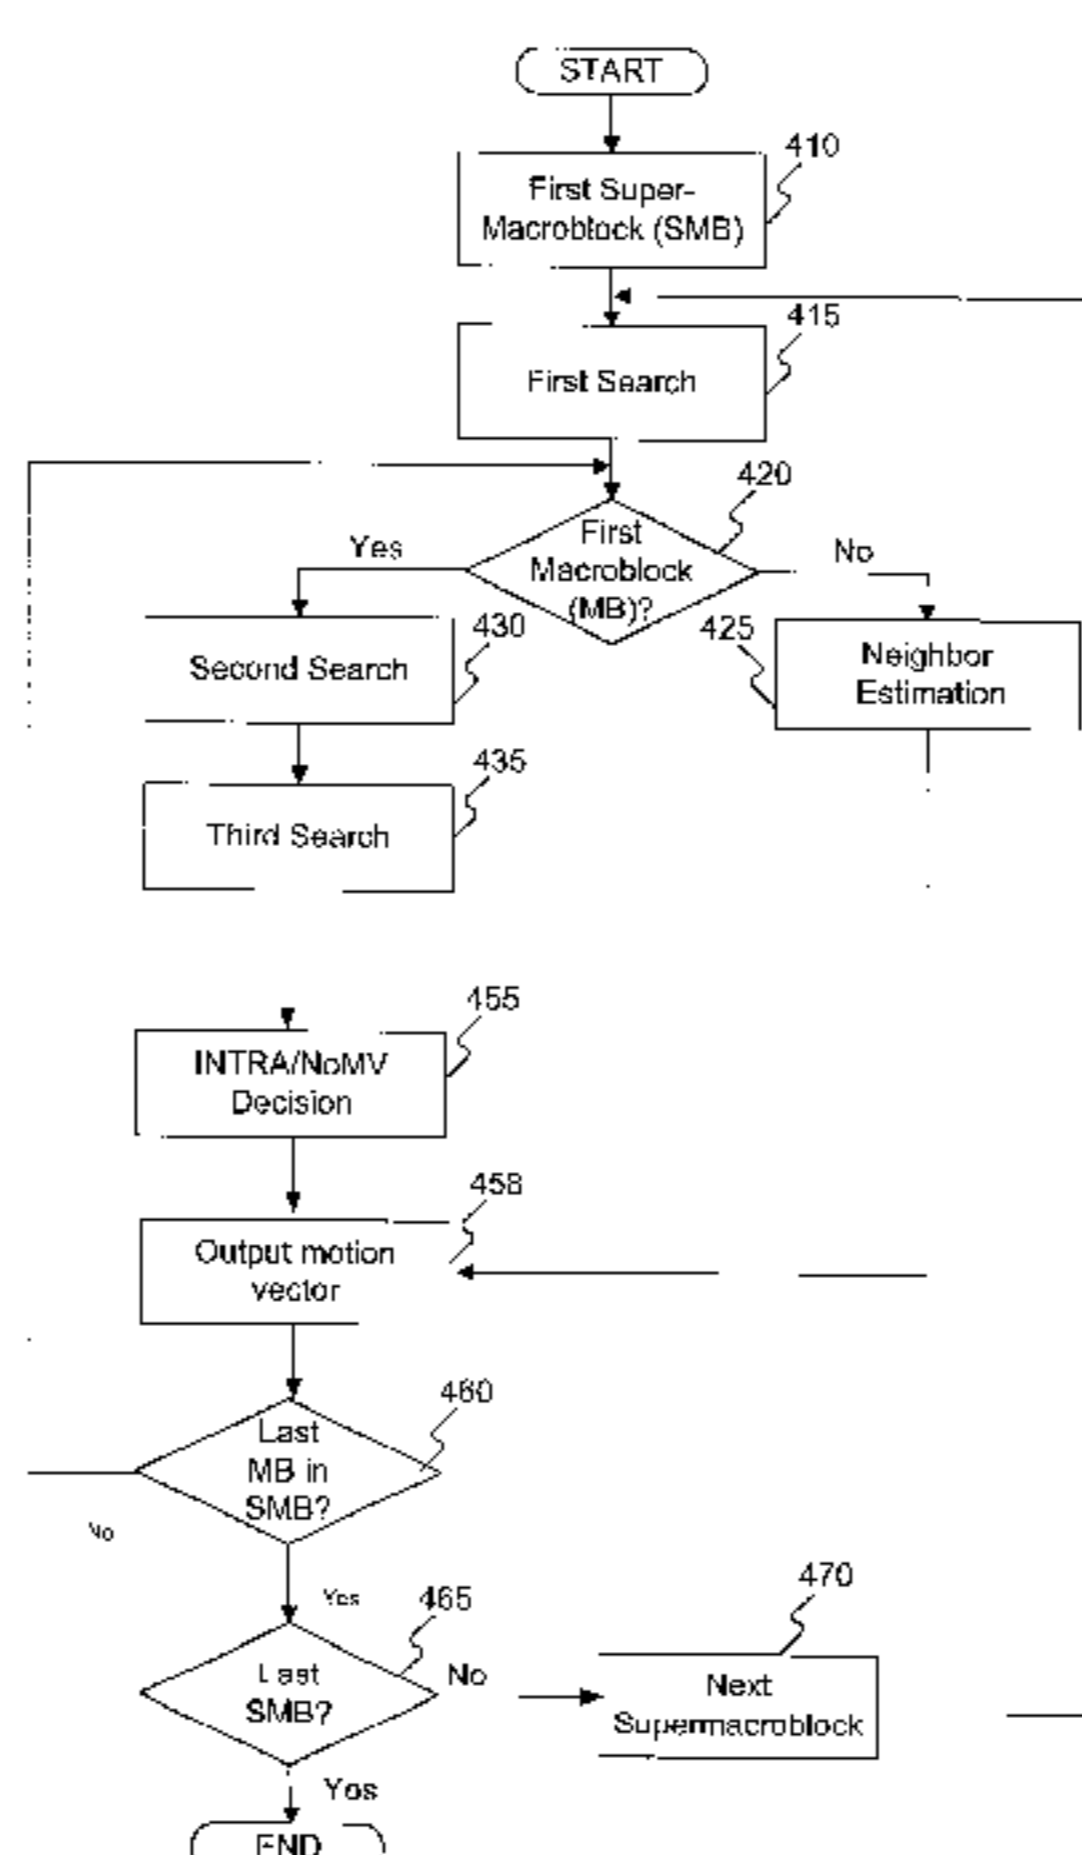 START
410
First Super-
Macroblock (SMB)
415
First Search
420
First
Macroblock
(MB)?
Yes
No
430
Second Search
425
Neighbor
Estimation
435
Third Search
455
INTRA/NoMV
Decision
458
Output motion
vector
460
Last
MB in
SMB?
No
Yes
465
Last
SMB?
No
470
Next
Supermacroblock
Yes
END